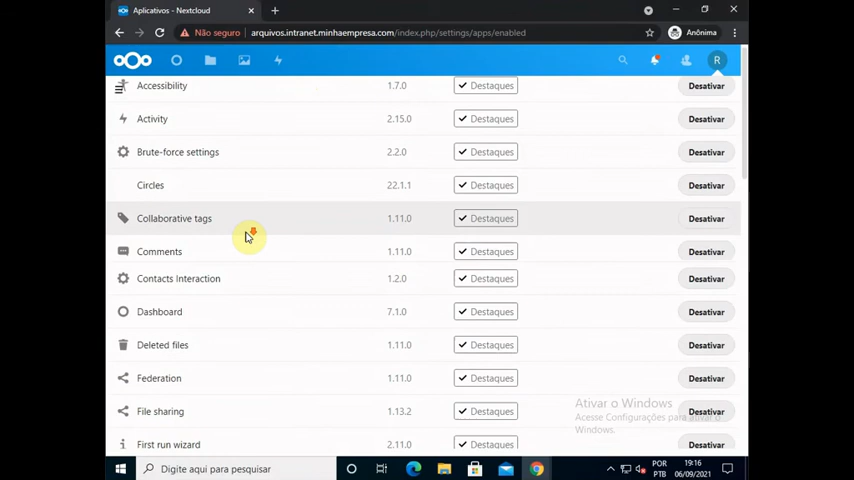 Aplicativos - Nextcloud
Não seguro
arquivos.intranet.minhaempresa.com/index.php/settings/apps/enabled
Anônima
R
Accessibility 1.7.0 Destaques Desativar
Activity 2.15.0 Destaques Desativar
Brute-force settings 2.2.0 Destaques Desativar
Circles 22.1.1 Destaques Desativar
Collaborative tags 1.11.0 Destaques Desativar
Comments 1.11.0 Destaques Desativar
Contacts Interaction 1.2.0 Destaques Desativar
Dashboard 7.1.0 Destaques Desativar
Deleted files 1.11.0 Destaques Desativar
Federation 1.11.0 Destaques Desativar
File sharing 1.13.2 Destaques Desativar
First run wizard 2.11.0 Destaques Desativar
Ativar o Windows
Acesse Configurações para ativar o
Windows.
Digite aqui para pesquisar
POR
PTB
19:16
06/09/2021